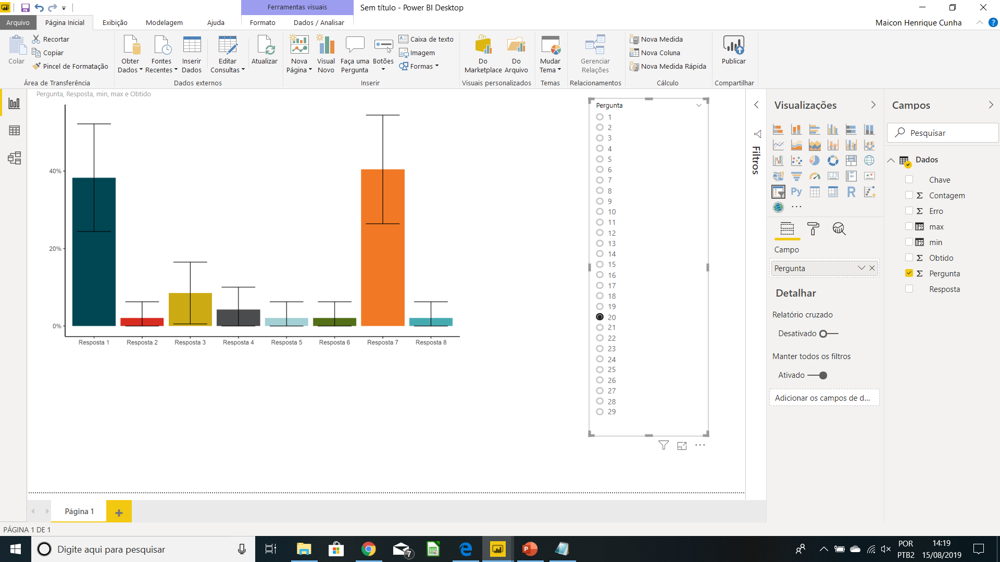 Ferramentas visuais
Sem título - Power BI Desktop
Arquivo
Página Inicial
Exibição
Modelagem
Ajuda
Formato
Dados / Analisar
Maicon Henrique Cunha
?
Colar
Recortar
Copiar
Pincel de Formatação
Área de Transferência
Obter
Dados
Fontes
Recentes
Inserir
Dados
Editar
Consultas
Atualizar
Dados externos
Nova
Página
Visual
Novo
Faça uma
Pergunta
Botões
Caixa de texto
Imagem
Formas
Inserir
Do
Marketplace
Do
Arquivo
Visuais personalizados
Mudar
Tema
Temas
Gerenciar
Relações
Relacionamentos
Nova Medida
Nova Coluna
Nova Medida Rápida
Cálculo
Publicar
Compartilhar
Pergunta, Resposta, min, max e Obtido
40%
20%
0%
Resposta 1
Resposta 2
Resposta 3
Resposta 4
Resposta 5
Resposta 6
Resposta 7
Resposta 8
Pergunta
1
2
3
4
5
6
7
8
9
10
11
12
13
14
15
16
17
18
19
20
21
22
23
24
25
26
27
28
29
Filtros
Visualizações
123
Py
R
Campo
Pergunta
Detalhar
Relatório cruzado
Desativado
Manter todos os filtros
Ativado
Adicionar os campos de d...
Campos
Pesquisar
Dados
Chave
Contagem
Erro
max
min
Obtido
Pergunta
Resposta
Página 1
PÁGINA 1 DE 1
Digite aqui para pesquisar
7
POR
PTB2
14:19
15/08/2019